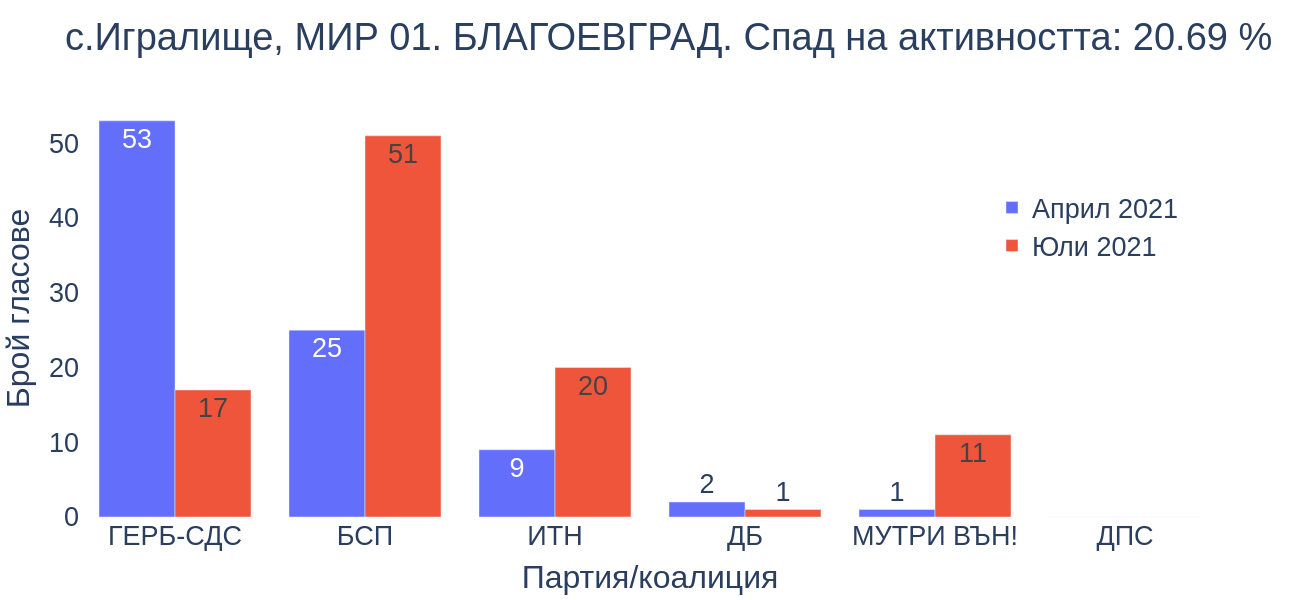 с.Игралище, МИР 01. БЛАГОЕВГРАД. Спад на активността: 20.69 %
Брой гласове
50
40
30
20
10
0
53
17
25
51
9
20
2
1
1
11
Април 2021
Юли 2021
ГЕРБ-СДС
БСП
ИТН
ДБ
МУТРИ ВЪН!
ДПС
Партия/коалиция